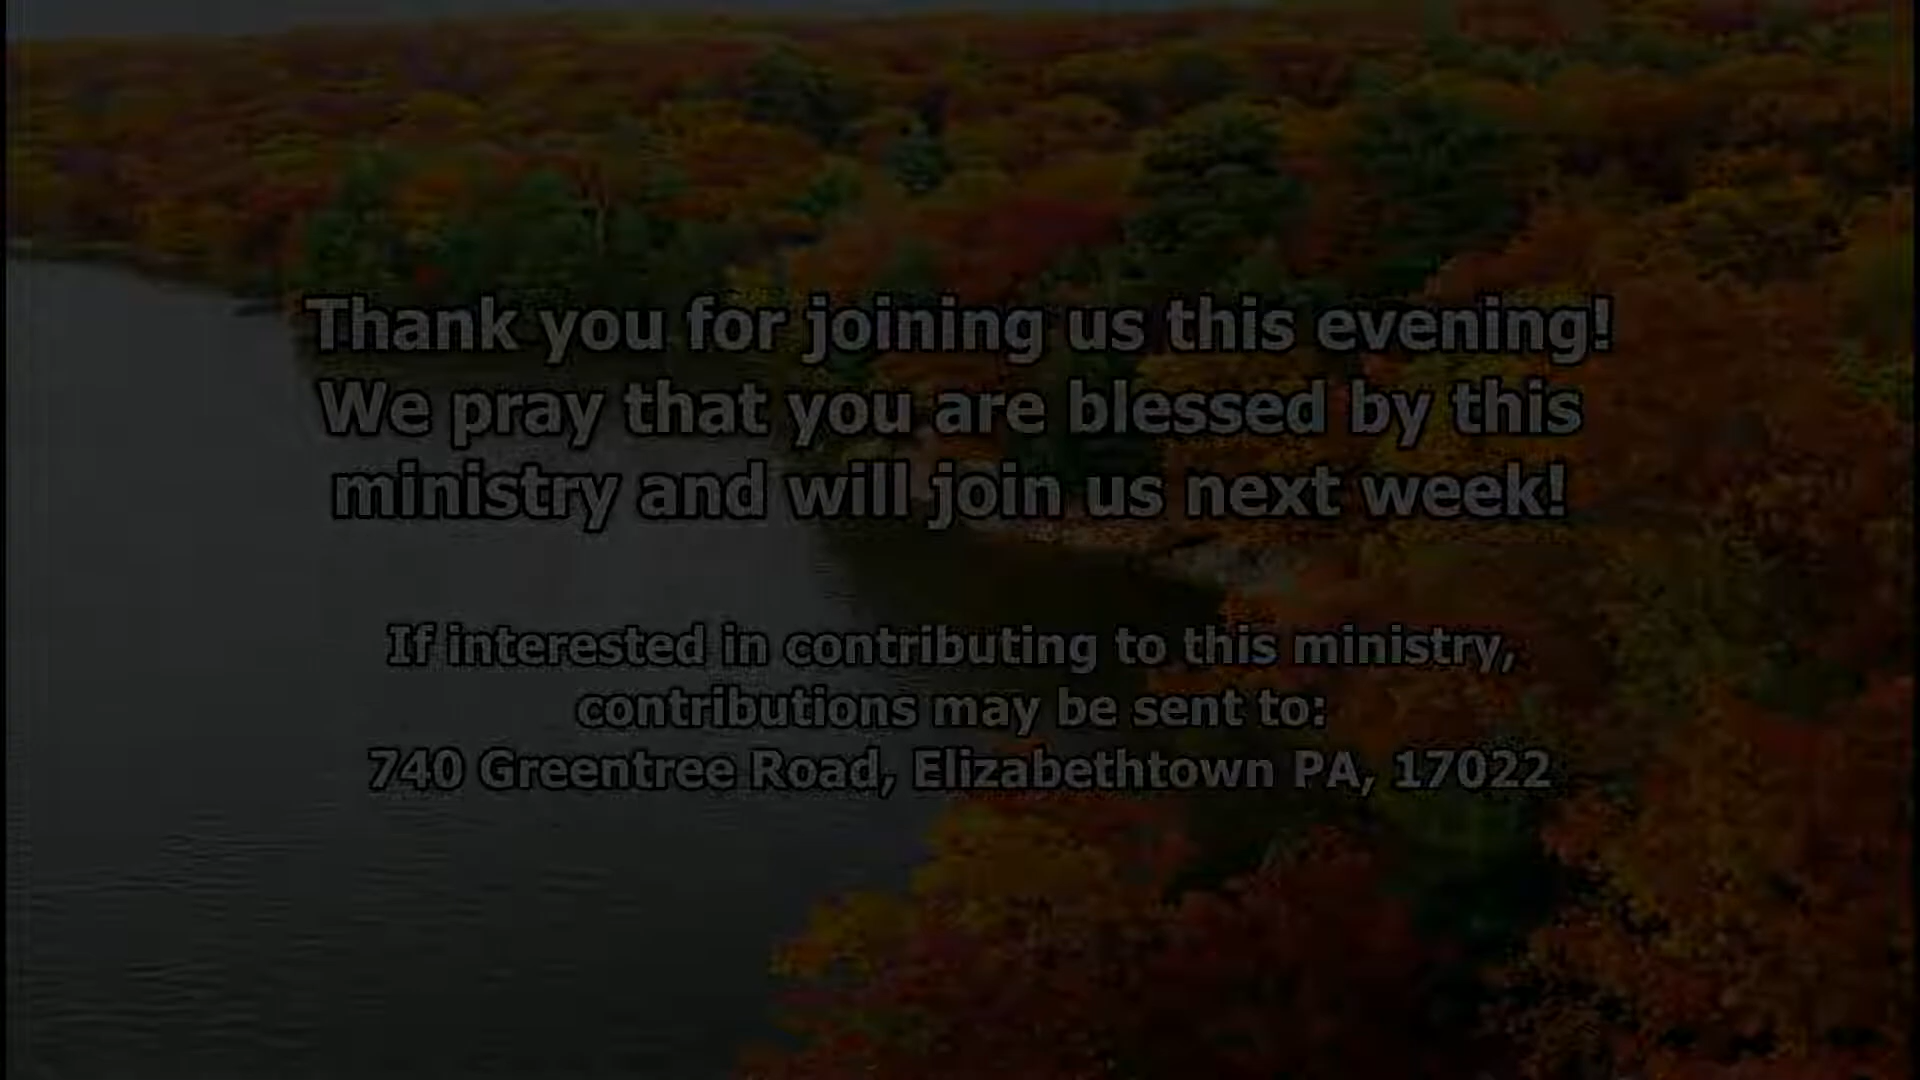 Thank you for joining us this evening!
We pray that you are blessed by this
ministry and will join us next week!
If interested in contributing to this ministry,
contributions may be sent to:
740 Greentree Road, Elizabethtown PA, 17022